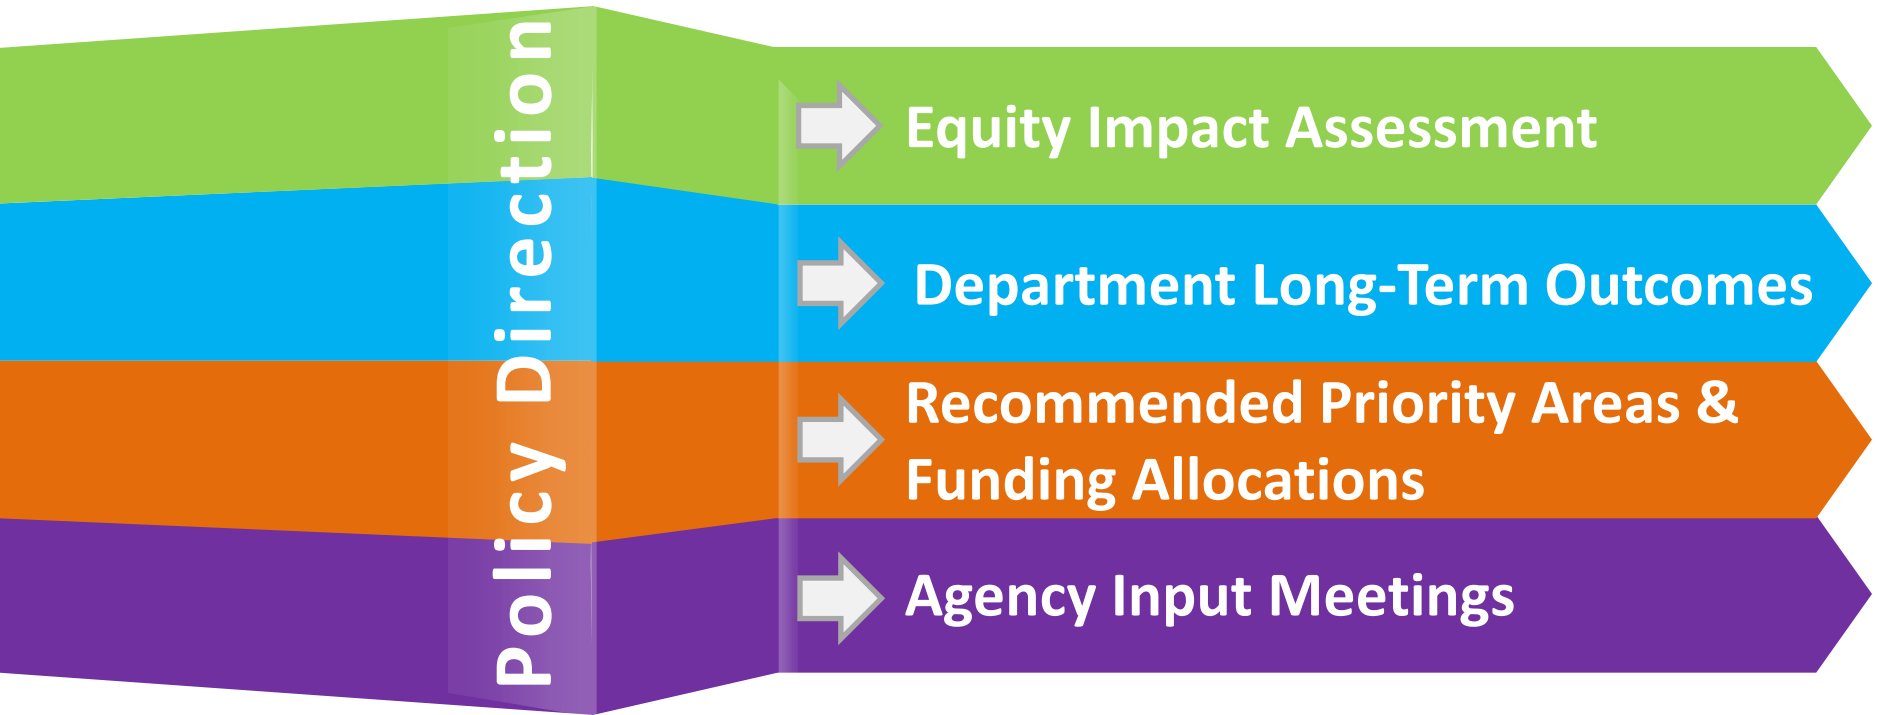 Policy Direction
Equity Impact Assessment
Department Long-Term Outcomes
Recommended Priority Areas &
Funding Allocations
Agency Input Meetings